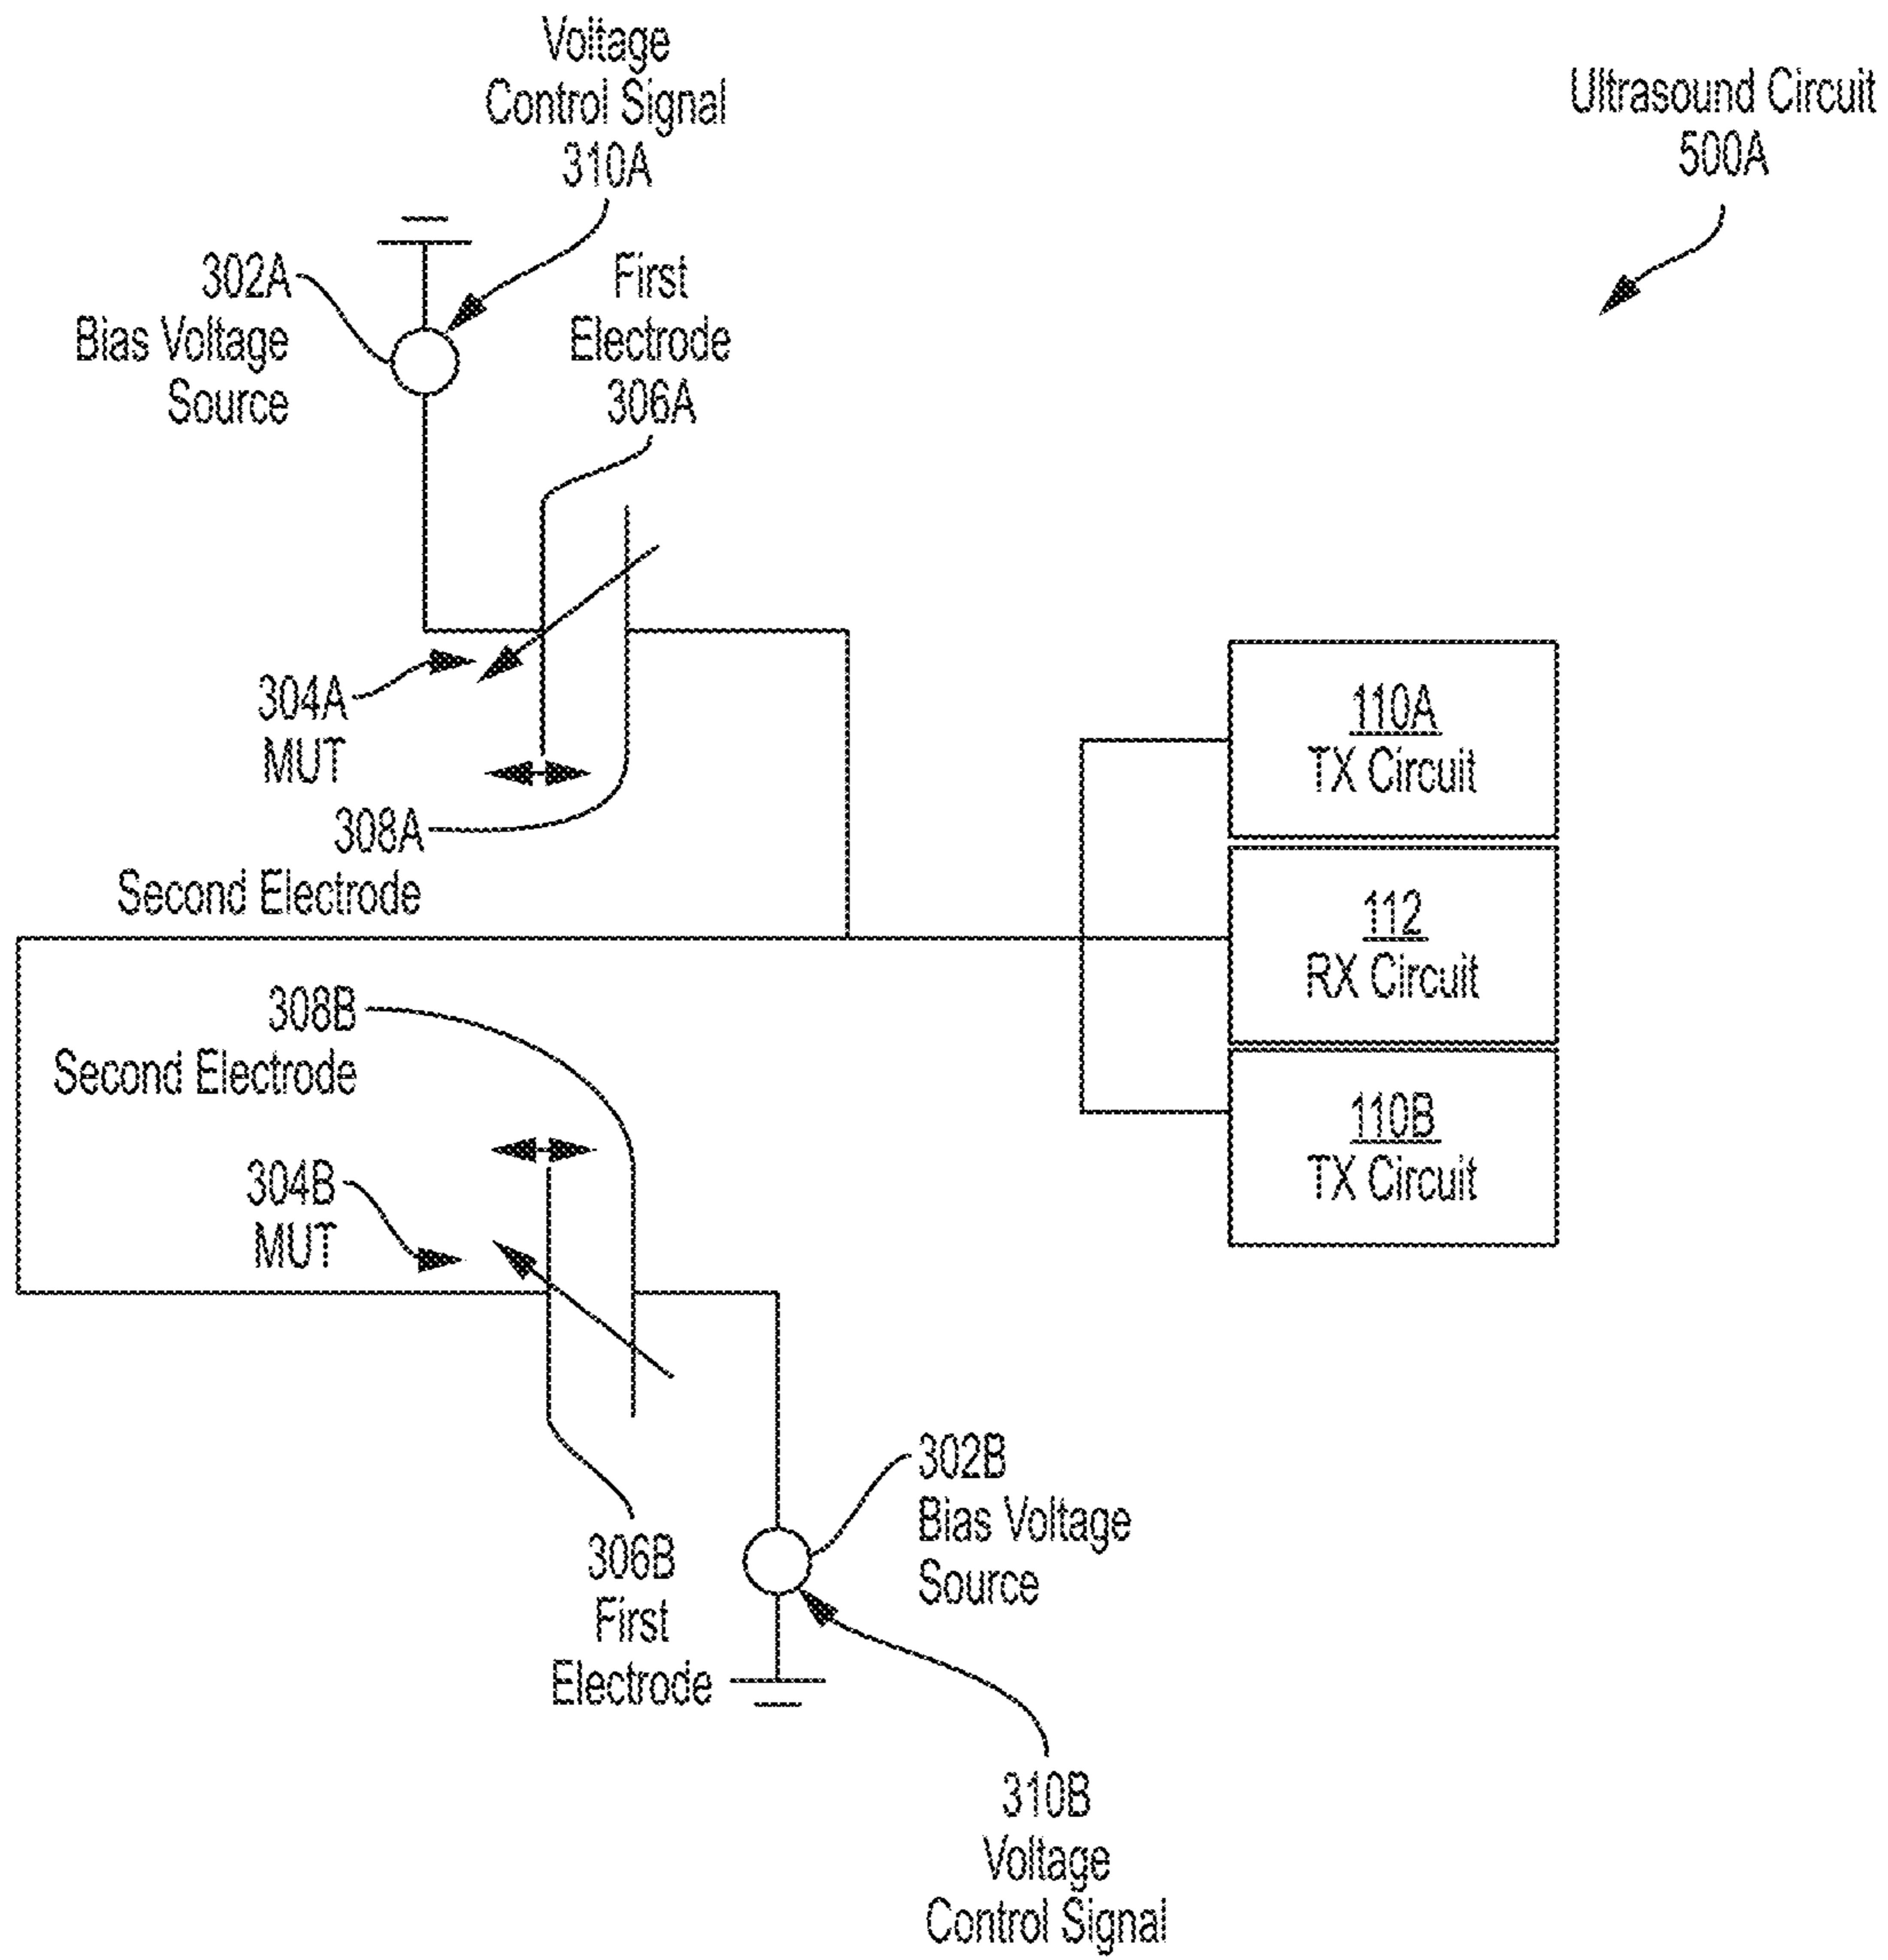 Voltage
Control Signal
310A
Ultrasound Circuit
500A
302A
Bias Voltage
Source
First
Electrode
306A
304A
MUT
308A
Second Electrode
110A
TX Circuit
112
RX Circuit
110B
TX Circuit
308B
Second Electrode
304B
MUT
306B
First
Electrode
302B
Bias Voltage
Source
310B
Voltage
Control Signal